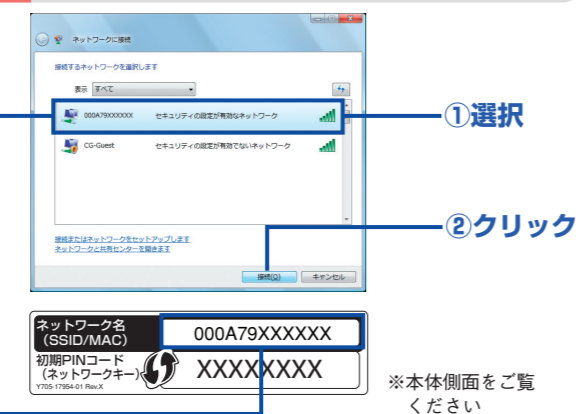 ネットワークに接続
接続するネットワークを選択します
表示 すべて
000A79XXXXXX セキュリティの設定が有効なネットワーク
①選択
CG-Guest セキュリティの設定が有効でないネットワーク
②クリック
接続またはネットワークをセットアップします
ネットワークと共有センターを開きます
接続(O) キャンセル
ネットワーク名
(SSID/MAC)
000A79XXXXXX
初期PINコード
(ネットワークキー)
XXXXXXXX
Y705-17954-01 Rev.X
※本体側面をご覧
ください